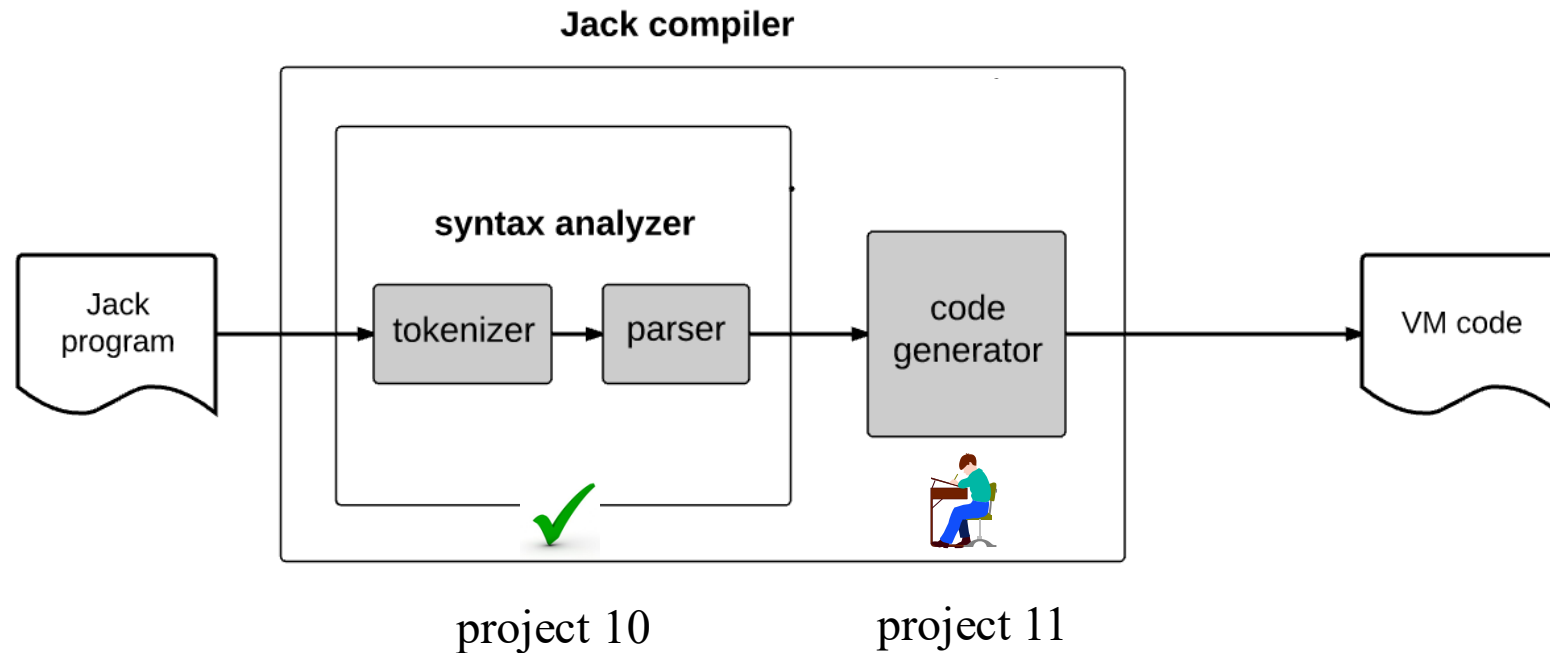 Jack compiler
syntax analyzer
Jack
program
tokenizer
parser
code
generator
VM code
project 10
project 11